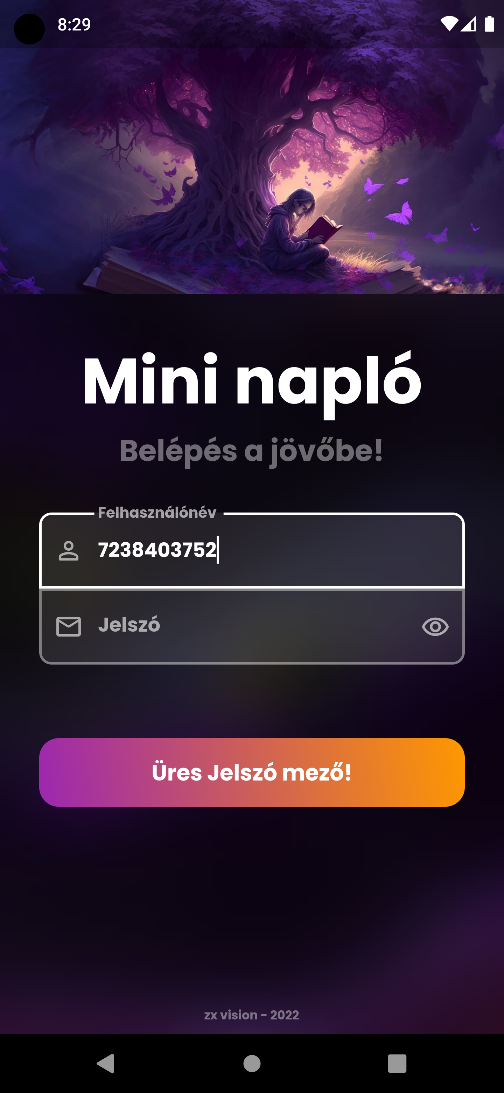 8:29
Mini napló
Belépés a jövőbe!
Felhasználónév
7238403752
Jelszó
Üres Jelszó mező!
zx vision - 2022